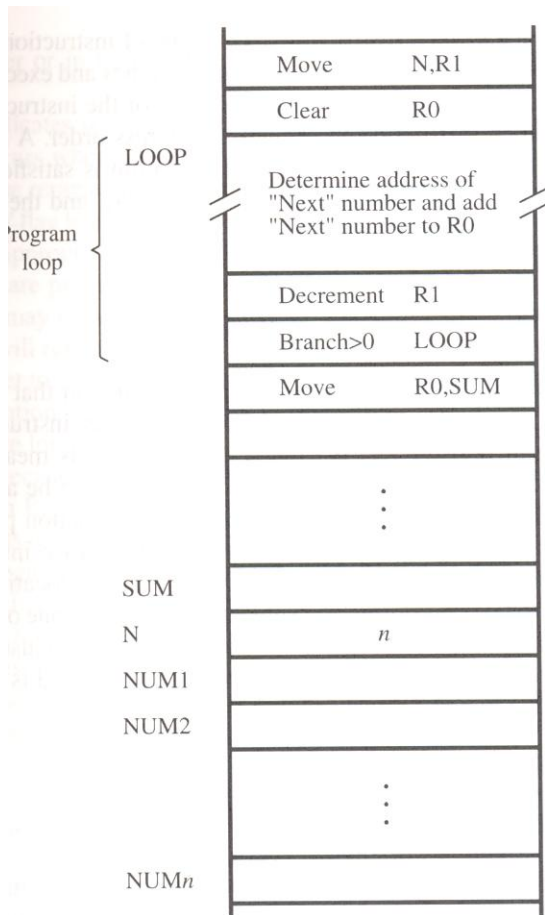 Move N,R1
Clear R0
LOOP
Determine address of
"Next" number and add
"Next" number to R0
Program
loop
Decrement R1
Branch>0 LOOP
Move R0,SUM
SUM
N n
NUM1
NUM2
NUMn